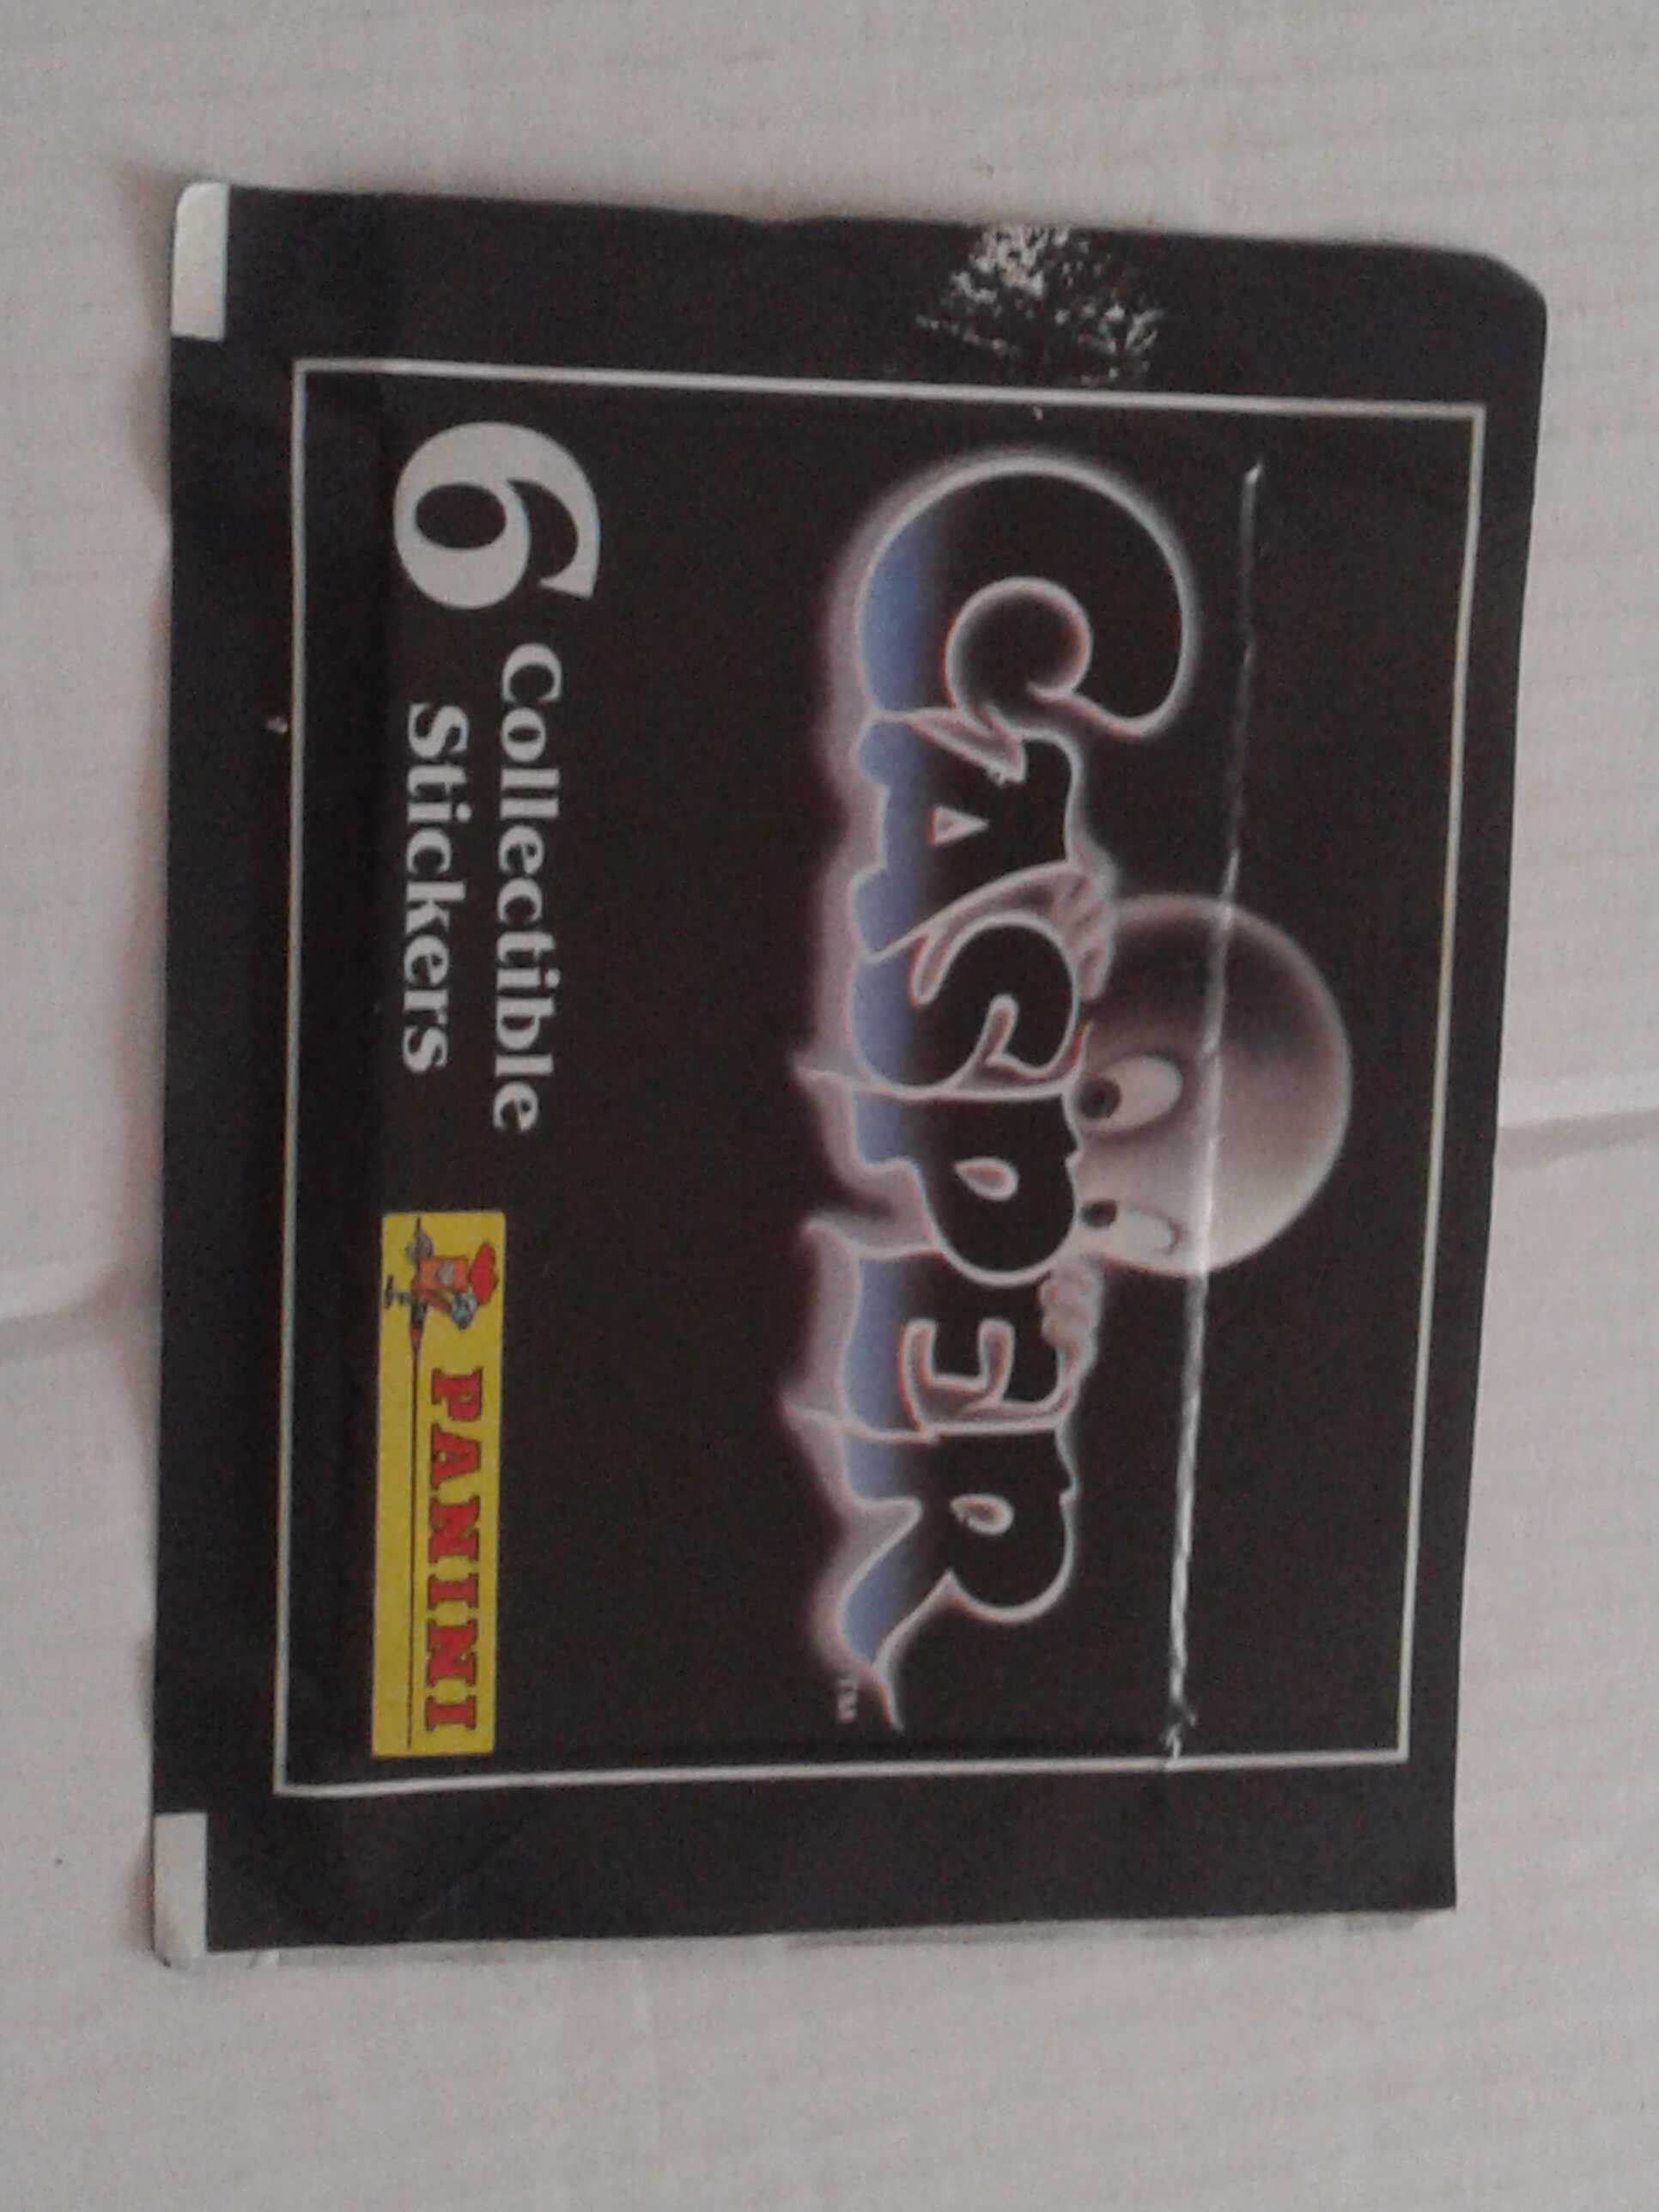 CASPER
TM
6 Collectible
Stickers
PANINI